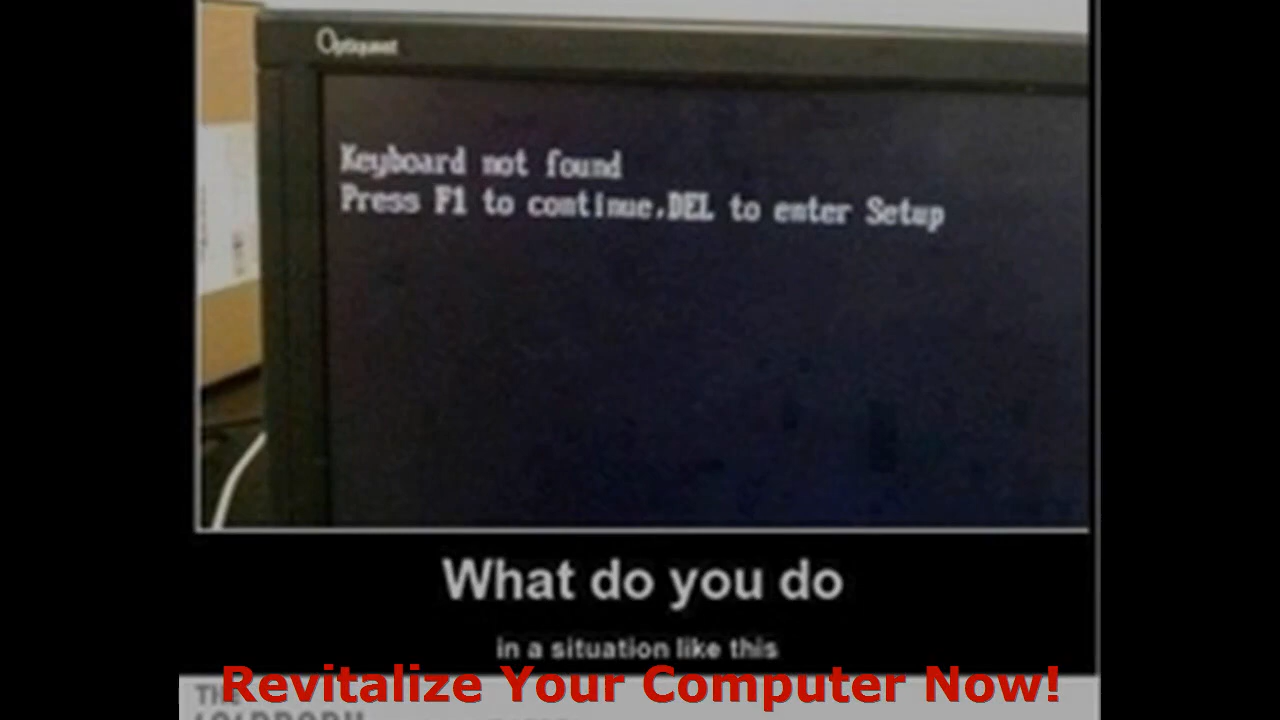 Optiquest
Keyboard not found
Press F1 to continue,DEL to enter Setup
What do you do
in a situation like this
Revitalize Your Computer Now!